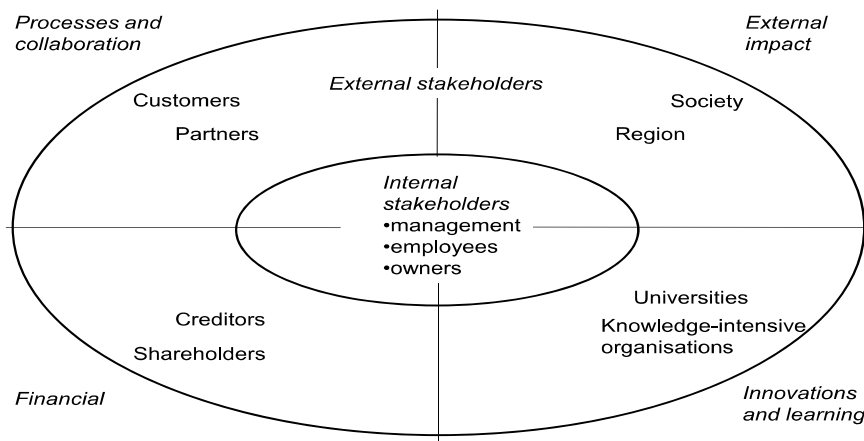 Processes and
collaboration
External
impact
External stakeholders
Customers
Partners
Society
Region
Internal
stakeholders
•management
•employees
•owners
Creditors
Shareholders
Universities
Knowledge-intensive
organisations
Financial
Innovations
and learning